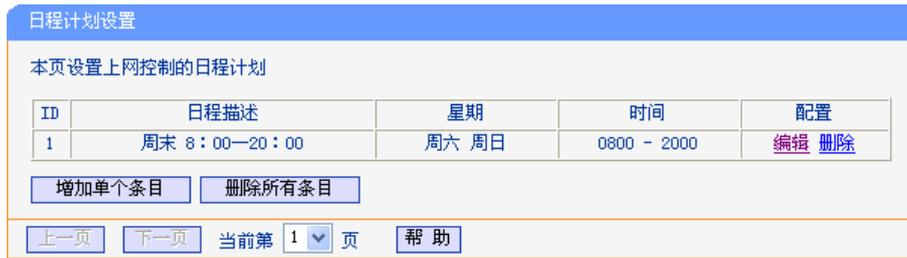 日程计划设置
本页设置上网控制的日程计划
ID 日程描述 星期 时间 配置
1 周末 8：00—20：00 周六 周日 0800 - 2000 编辑 删除
增加单个条目 删除所有条目
上一页 下一页 当前第 1 页 帮 助